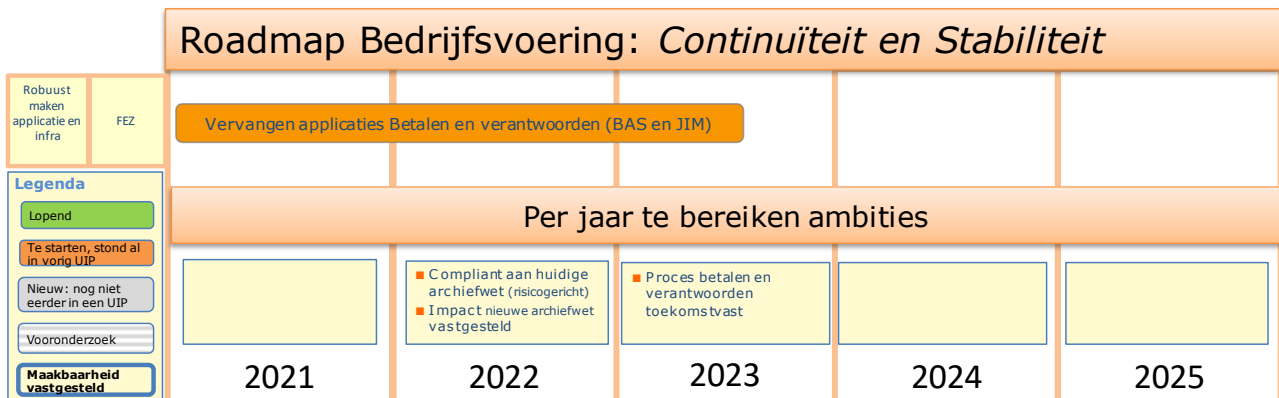 Roadmap Bedrijfsvoering: Continuïteit en Stabiliteit
Robuust
maken
applicatie en
infra
FEZ
Vervangen applicaties Betalen en verantwoorden (BAS en JIM)
Legenda
Lopend
Te starten, stond al
in vorig UIP
Nieuw: nog niet
eerder in een UIP
Vooronderzoek
Maakbaarheid
vastgesteld
Per jaar te bereiken ambities
■ Compliant aan huidige
archiefwet (risicogericht)
■ Impact nieuwe archiefwet
vastgesteld
■ Proces betalen en
verantwoorden
toekomstvast
2021
2022
2023
2024
2025